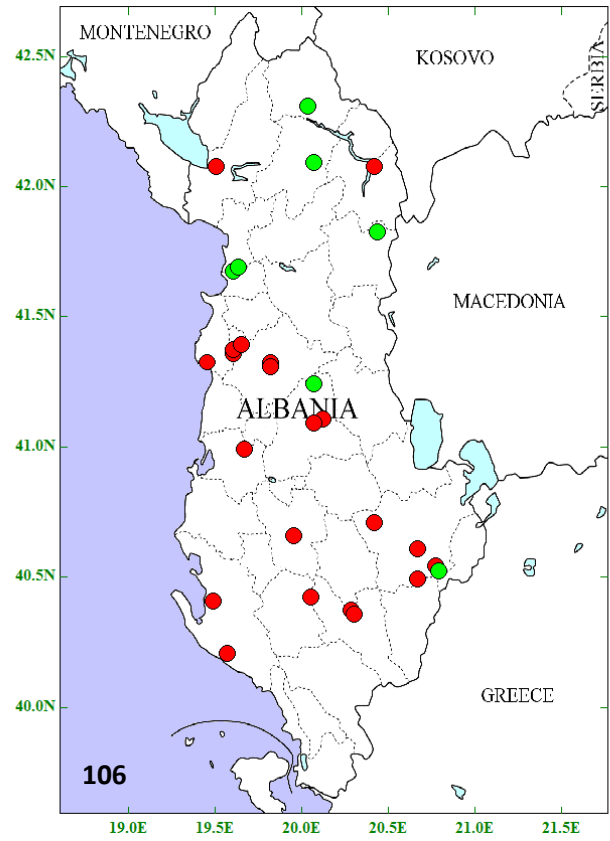 MONTENEGRO
KOSOVO
SERBIA
42.5N
42.0N
41.5N
MACEDONIA
ALBANIA
41.0N
40.5N
40.0N
GREECE
106
19.0E 19.5E 20.0E 20.5E 21.0E 21.5E